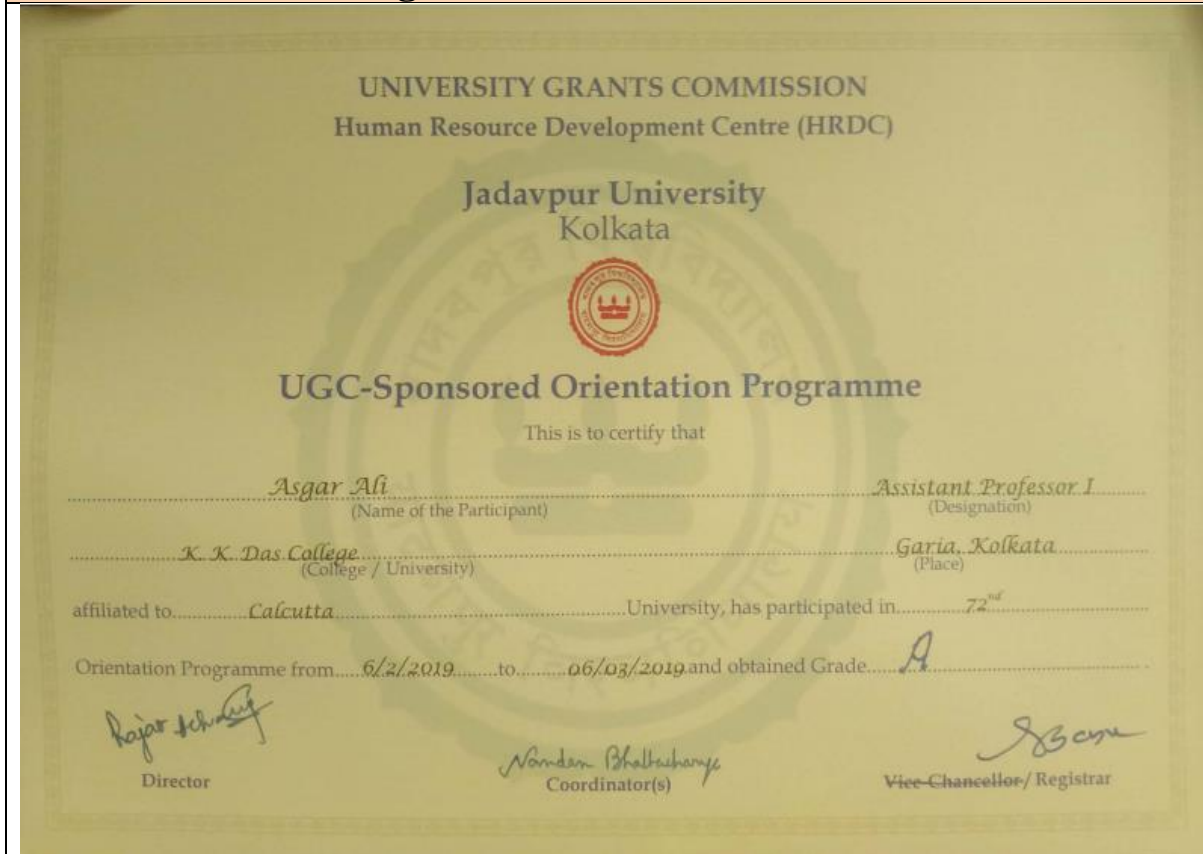 UNIVERSITY GRANTS COMMISSION
Human Resource Development Centre (HRDC)
Jadavpur University
Kolkata
UGC-Sponsored Orientation Programme
This is to certify that
Asgar Ali Assistant Professor I
(Name of the Participant) (Designation)
K. K. Das College Garia, Kolkata
(College / University) (Place)
affiliated to Calcutta University, has participated in 72nd
Orientation Programme from 6/2/2019 to 06/03/2019 and obtained Grade A
Nandan Bhattacharya
Director Coordinator(s) Vice-Chancellor / Registrar